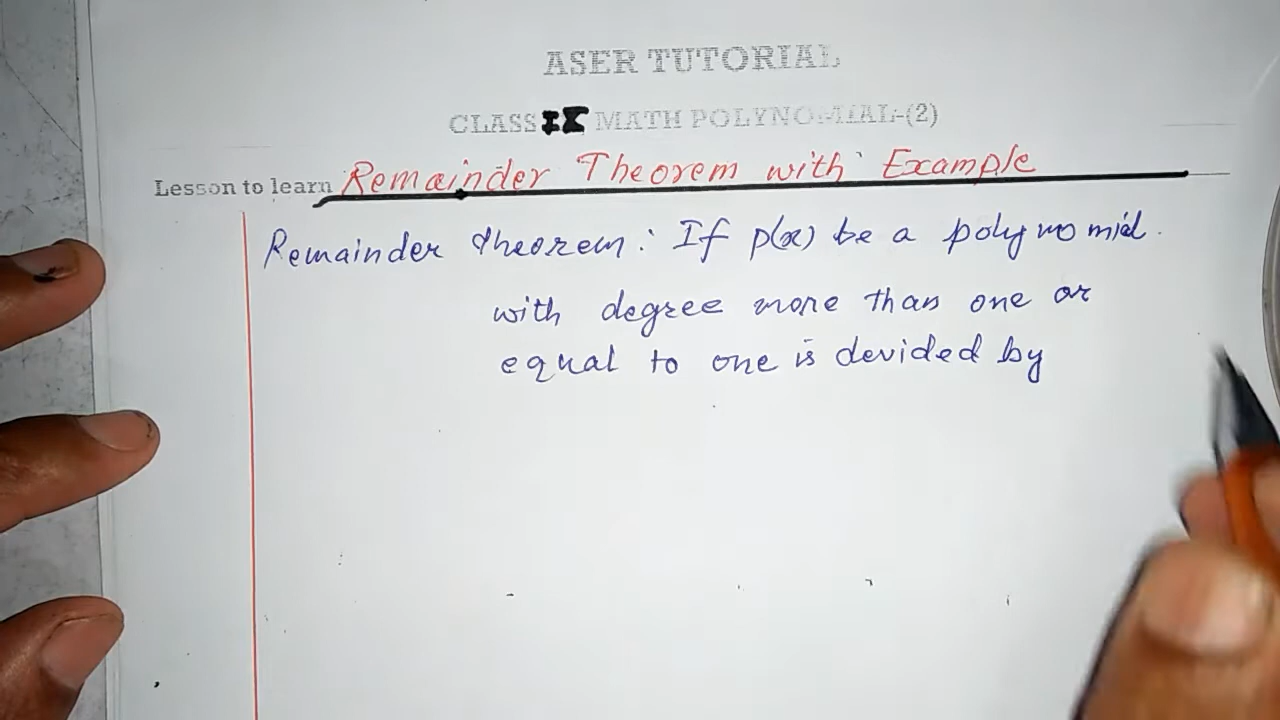 ASER TUTORIAL
CLASS IX MATH POLYNOMIAL-(2)
Lesson to learn Remainder Theorem with Example
Remainder theorem: If p(x) be a polynomial.
with degree more than one or
equal to one is devided by